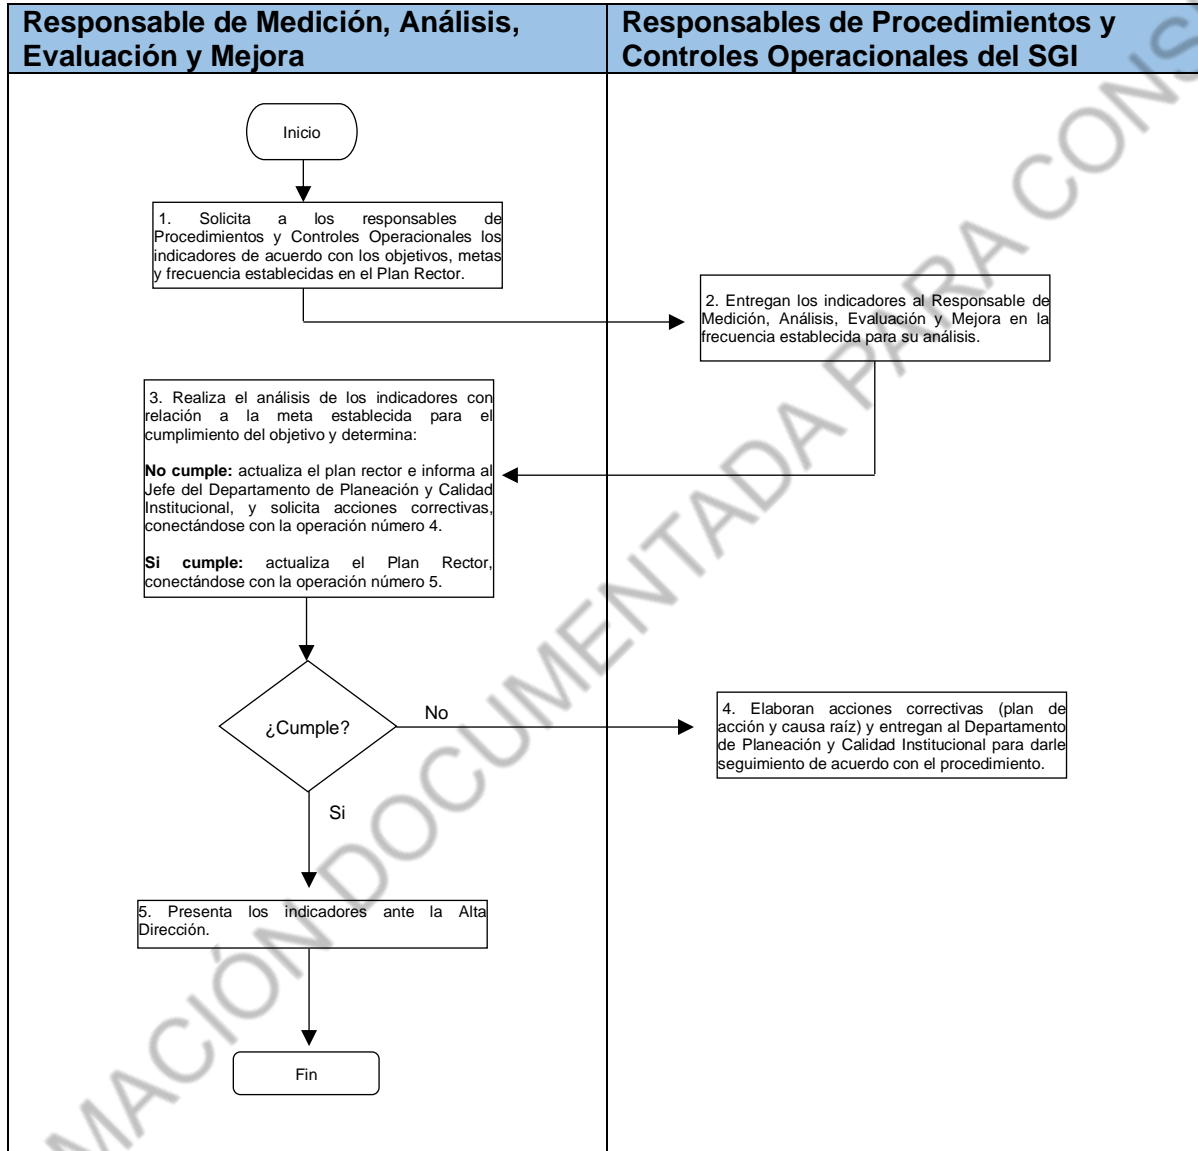 Responsable de Medición, Análisis,
Evaluación y Mejora
Responsables de Procedimientos y
Controles Operacionales del SGI
Inicio
1. Solicita a los responsables de
Procedimientos y Controles Operacionales los
indicadores de acuerdo con los objetivos, metas
y frecuencia establecidas en el Plan Rector.
2. Entregan los indicadores al Responsable de
Medición, Análisis, Evaluación y Mejora en la
frecuencia establecida para su análisis.
3. Realiza el análisis de los indicadores con
relación a la meta establecida para el
cumplimiento del objetivo y determina:
No cumple: actualiza el plan rector e informa al
Jefe del Departamento de Planeación y Calidad
Institucional, y solicita acciones correctivas,
conectándose con la operación número 4.
Si cumple: actualiza el Plan Rector,
conectándose con la operación número 5.
¿Cumple?
No
4. Elaboran acciones correctivas (plan de
acción y causa raíz) y entregan al Departamento
de Planeación y Calidad Institucional para darle
seguimiento de acuerdo con el procedimiento.
Si
5. Presenta los indicadores ante la Alta
Dirección.
Fin
MACIÓN DOCUMENTADA PARA CONS